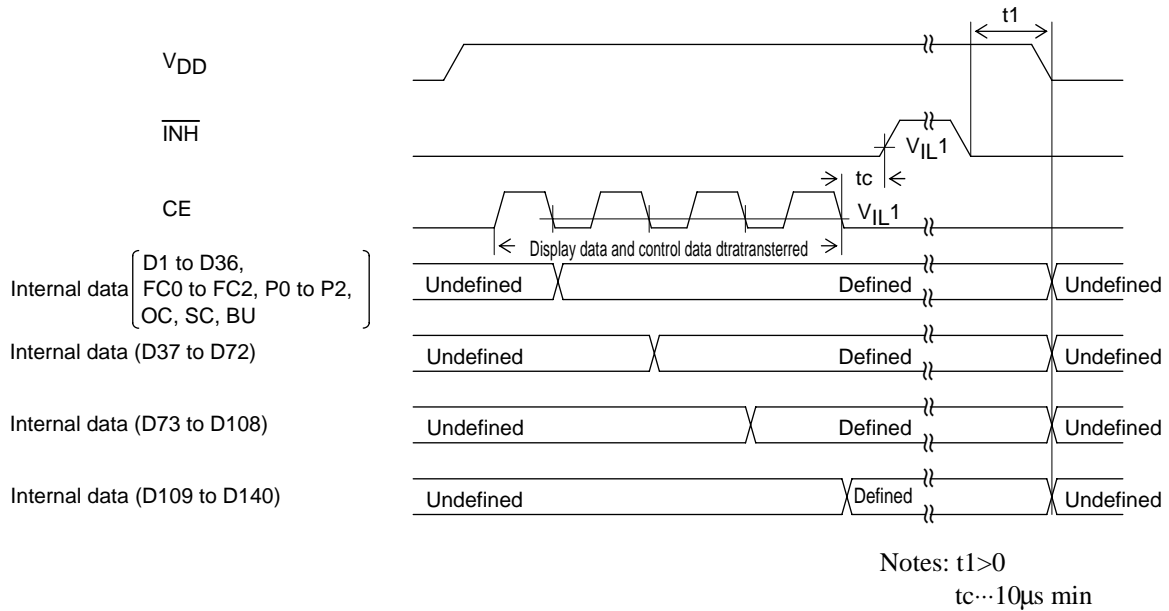 t1
VDD
INH
VIL1
tc
CE
VIL1
Display data and control data dtratransterred
Internal data
D1 to D36,
FC0 to FC2, P0 to P2,
OC, SC, BU
Undefined
Defined
Undefined
Internal data (D37 to D72)
Undefined
Defined
Undefined
Internal data (D73 to D108)
Undefined
Defined
Undefined
Internal data (D109 to D140)
Undefined
Defined
Undefined
Notes: t1>0
tc···10µs min